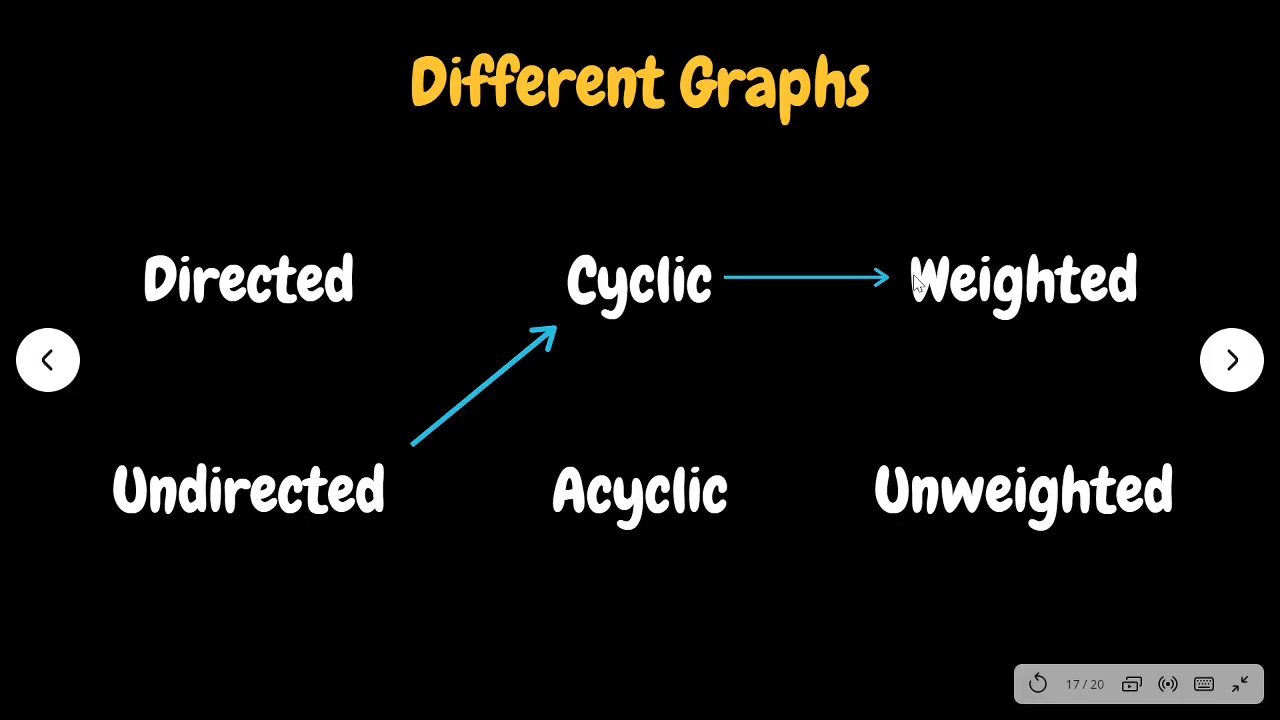 Different Graphs
Directed
Cyclic
Weighted
Undirected
Acyclic
Unweighted
17 / 20